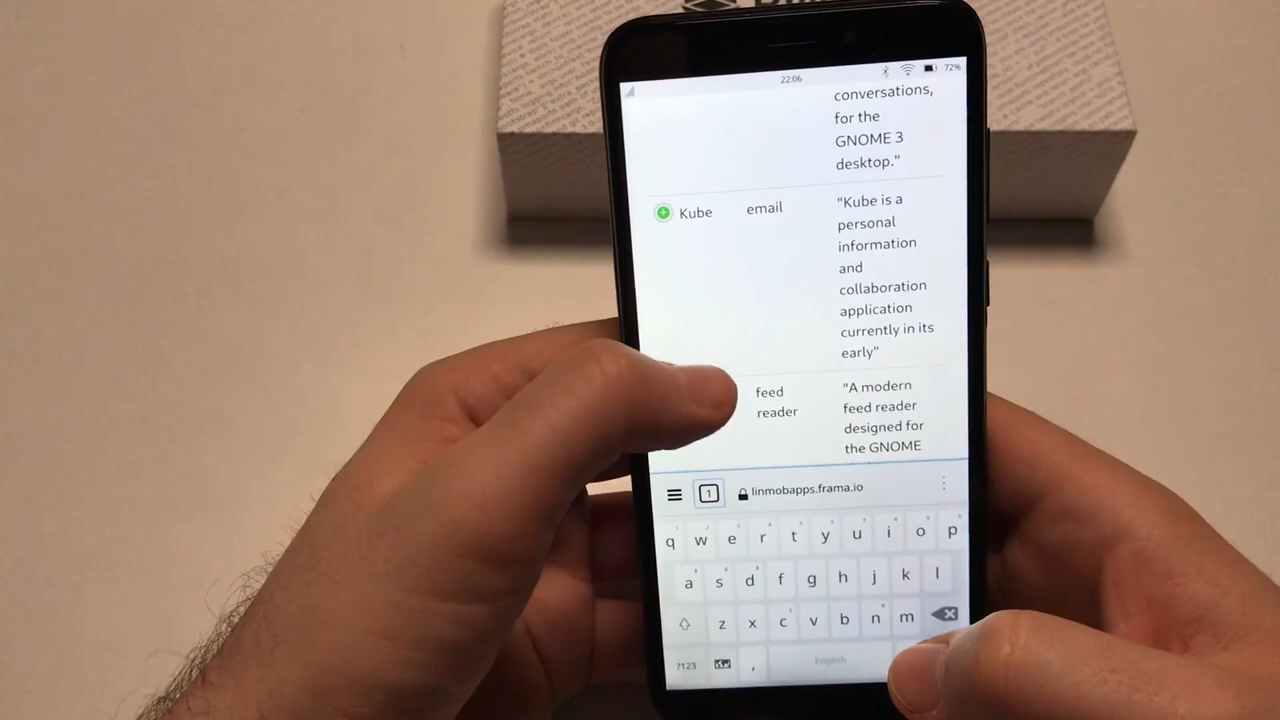 22:06 72%
conversations,
for the
GNOME 3
desktop."
Kube email "Kube is a
personal
information
and
collaboration
application
currently in its
early"
feed "A modern
reader feed reader
designed for
the GNOME
1 linmobapps.frama.io
q w e r t y u i o p
a s d f g h j k l
z x c v b n m
?123 , English